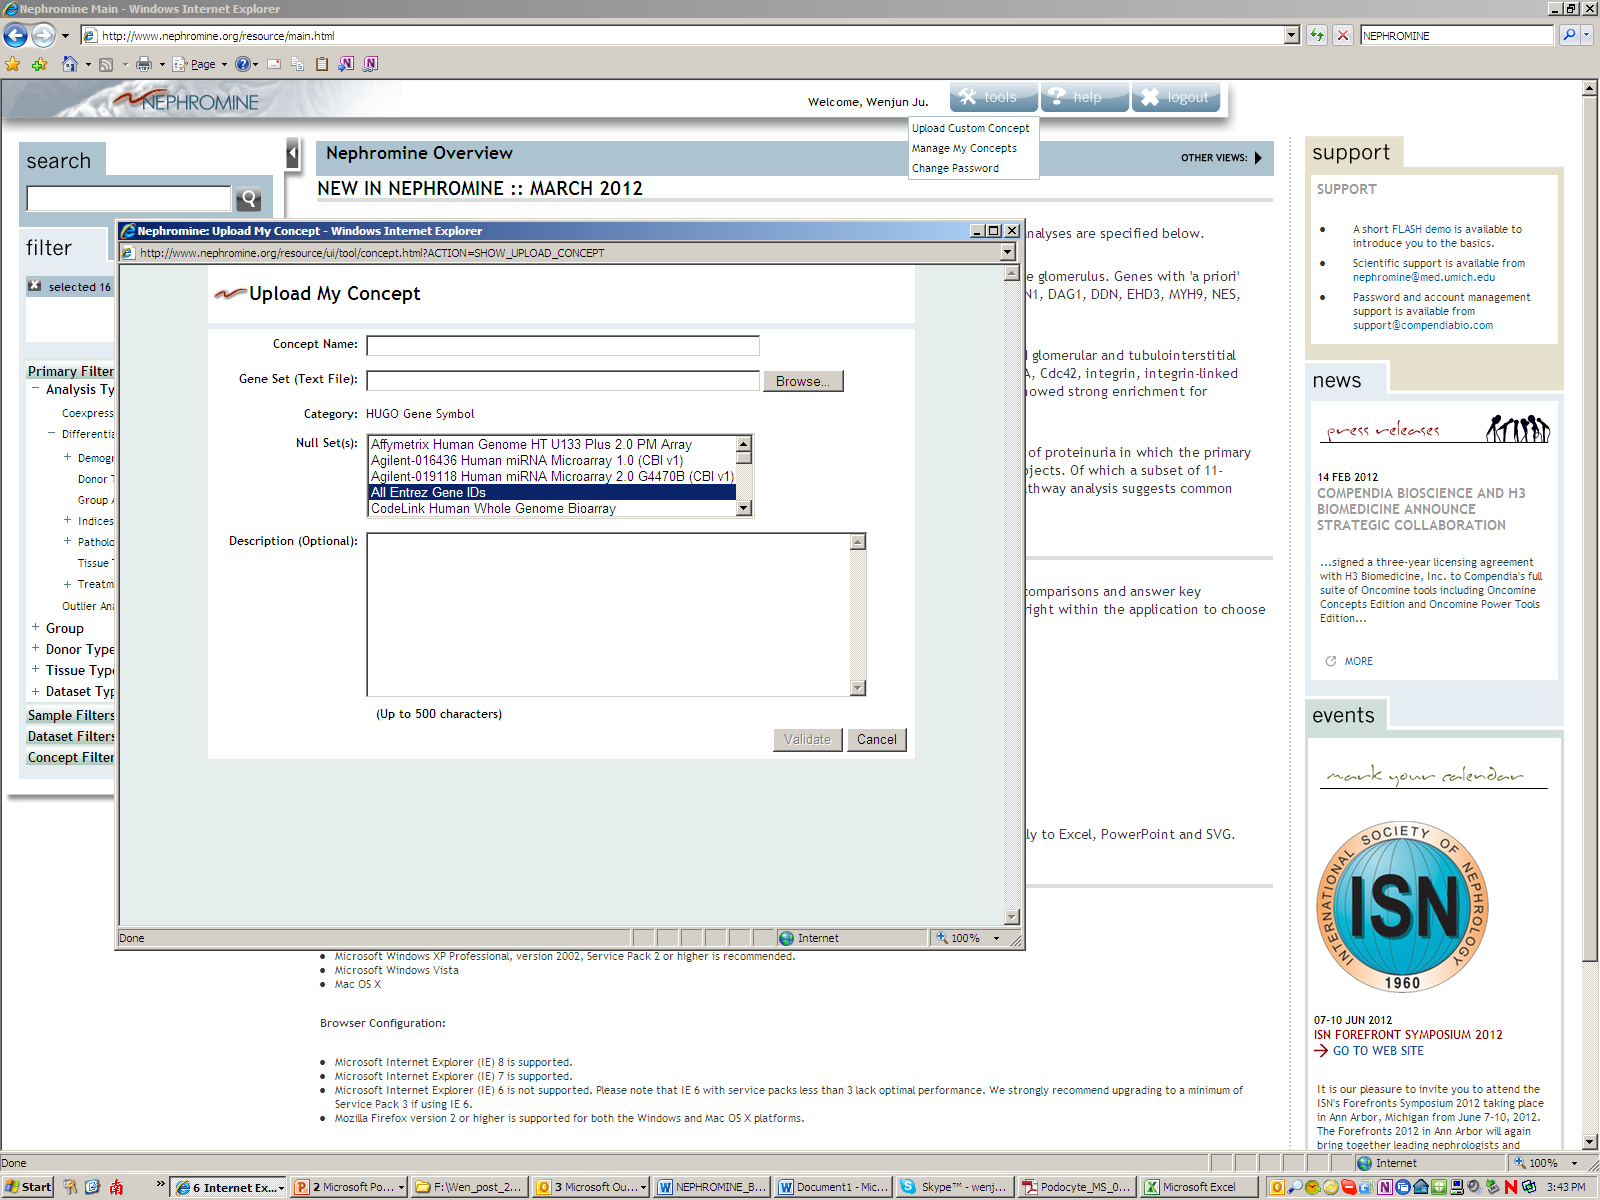 Nephromine Main - Windows Internet Explorer
http://www.nephromine.org/resource/main.html
NEPHROMINE
Page
NEPHROMINE
Welcome, Wenjun Ju.
tools
help
logout
Upload Custom Concept
Manage My Concepts
Change Password
search
filter
selected 16
Primary Filter
Analysis Ty
Coexpress
Differentia
Demog
Donor T
Group A
Indices
Patholo
Tissue T
Treatm
Outlier Ana
Group
Donor Type
Tissue Type
Dataset Typ
Sample Filters
Dataset Filters
Concept Filter
Nephromine Overview
OTHER VIEWS:
NEW IN NEPHROMINE :: MARCH 2012
nalyses are specified below.
e glomerulus. Genes with 'a priori'
N1, DAG1, DDN, EHD3, MYH9, NES,
glomerular and tubulointerstitial
A, Cdc42, integrin, integrin-linked
owed strong enrichment for
of proteinuria in which the primary
jects. Of which a subset of 11-
thway analysis suggests common
comparisons and answer key
right within the application to choose
ly to Excel, PowerPoint and SVG.
Nephromine: Upload My Concept - Windows Internet Explorer
http://www.nephromine.org/resource/ui/tool/concept.html?ACTION=SHOW_UPLOAD_CONCEPT
Upload My Concept
Concept Name:
Gene Set (Text File):
Browse...
Category: HUGO Gene Symbol
Null Set(s):
Affymetrix Human Genome HT U133 Plus 2.0 PM Array
Agilent-016436 Human miRNA Microarray 1.0 (CBI v1)
Agilent-019118 Human miRNA Microarray 2.0 G4470B (CBI v1)
All Entrez Gene IDs
CodeLink Human Whole Genome Bioarray
Description (Optional):
(Up to 500 characters)
Validate
Cancel
Done
Internet
100%
Microsoft Windows XP Professional, version 2002, Service Pack 2 or higher is recommended.
Microsoft Windows Vista
Mac OS X
Browser Configuration:
Microsoft Internet Explorer (IE) 8 is supported.
Microsoft Internet Explorer (IE) 7 is supported.
Microsoft Internet Explorer (IE) 6 is not supported. Please note that IE 6 with service packs less than 3 lack optimal performance. We strongly recommend upgrading to a minimum of
Service Pack 3 if using IE 6.
Mozilla Firefox version 2 or higher is supported for both the Windows and Mac OS X platforms.
support
SUPPORT
A short FLASH demo is available to
introduce you to the basics.
Scientific support is available from
nephromine@med.umich.edu
Password and account management
support is available from
support@compendiabio.com
news
press releases
14 FEB 2012
COMPENDIA BIOSCIENCE AND H3
BIOMEDICINE ANNOUNCE
STRATEGIC COLLABORATION
...signed a three-year licensing agreement
with H3 Biomedicine, Inc. to Compendia's full
suite of Oncomine tools including Oncomine
Concepts Edition and Oncomine Power Tools
Edition...
MORE
events
mark your calendar
INTERNATIONAL SOCIETY OF NEPHROLOGY
ISN
1960
07-10 JUN 2012
ISN FOREFRONT SYMPOSIUM 2012
GO TO WEB SITE
It is our pleasure to invite you to attend the
ISN's Forefronts Symposium 2012 taking place
in Ann Arbor, Michigan from June 7-10, 2012.
The Forefronts 2012 in Ann Arbor will again
bring together leading nephrologists and
Done
Internet
100%
Start
6 Internet Ex...
2 Microsoft Po...
F:\Wen_post_2...
3 Microsoft Ou...
NEPHROMINE_B...
Document1 - Mic...
Skype™ - wenj...
Podocyte_MS_0...
Microsoft Excel
3:43 PM